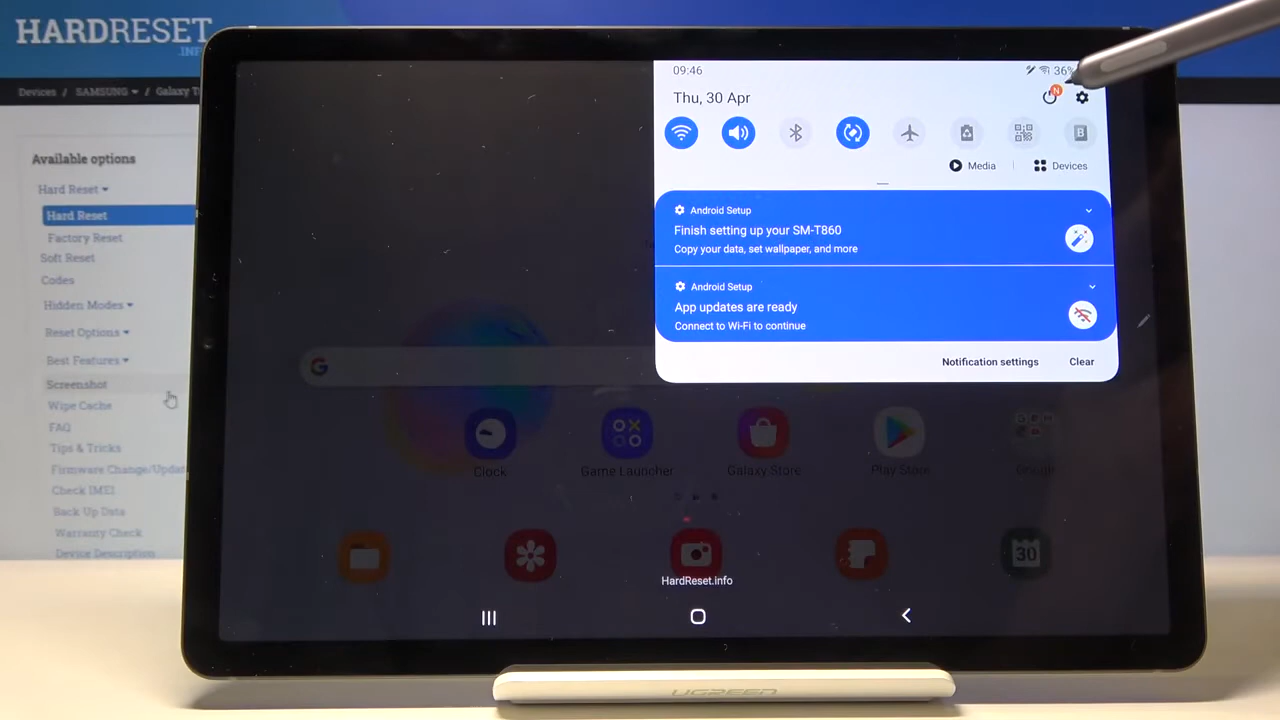 HARDRESET
.INFO
Devices / SAMSUNG / Galaxy T
Available options
Hard Reset
Hard Reset
Factory Reset
Soft Reset
Codes
Hidden Modes
Reset Options
Best Features
Screenshot
Wipe Cache
FAQ
Tips & Tricks
Firmware Change/Updat
Check IMEI
Back Up Data
Warranty Check
Device Description
09:46
36%
Thu, 30 Apr
N
Media
Devices
Android Setup
Finish setting up your SM-T860
Copy your data, set wallpaper, and more
Android Setup
App updates are ready
Connect to Wi-Fi to continue
Notification settings
Clear
G
Clock
Game Launcher
Galaxy Store
Play Store
30
HardReset.info
UGREEN